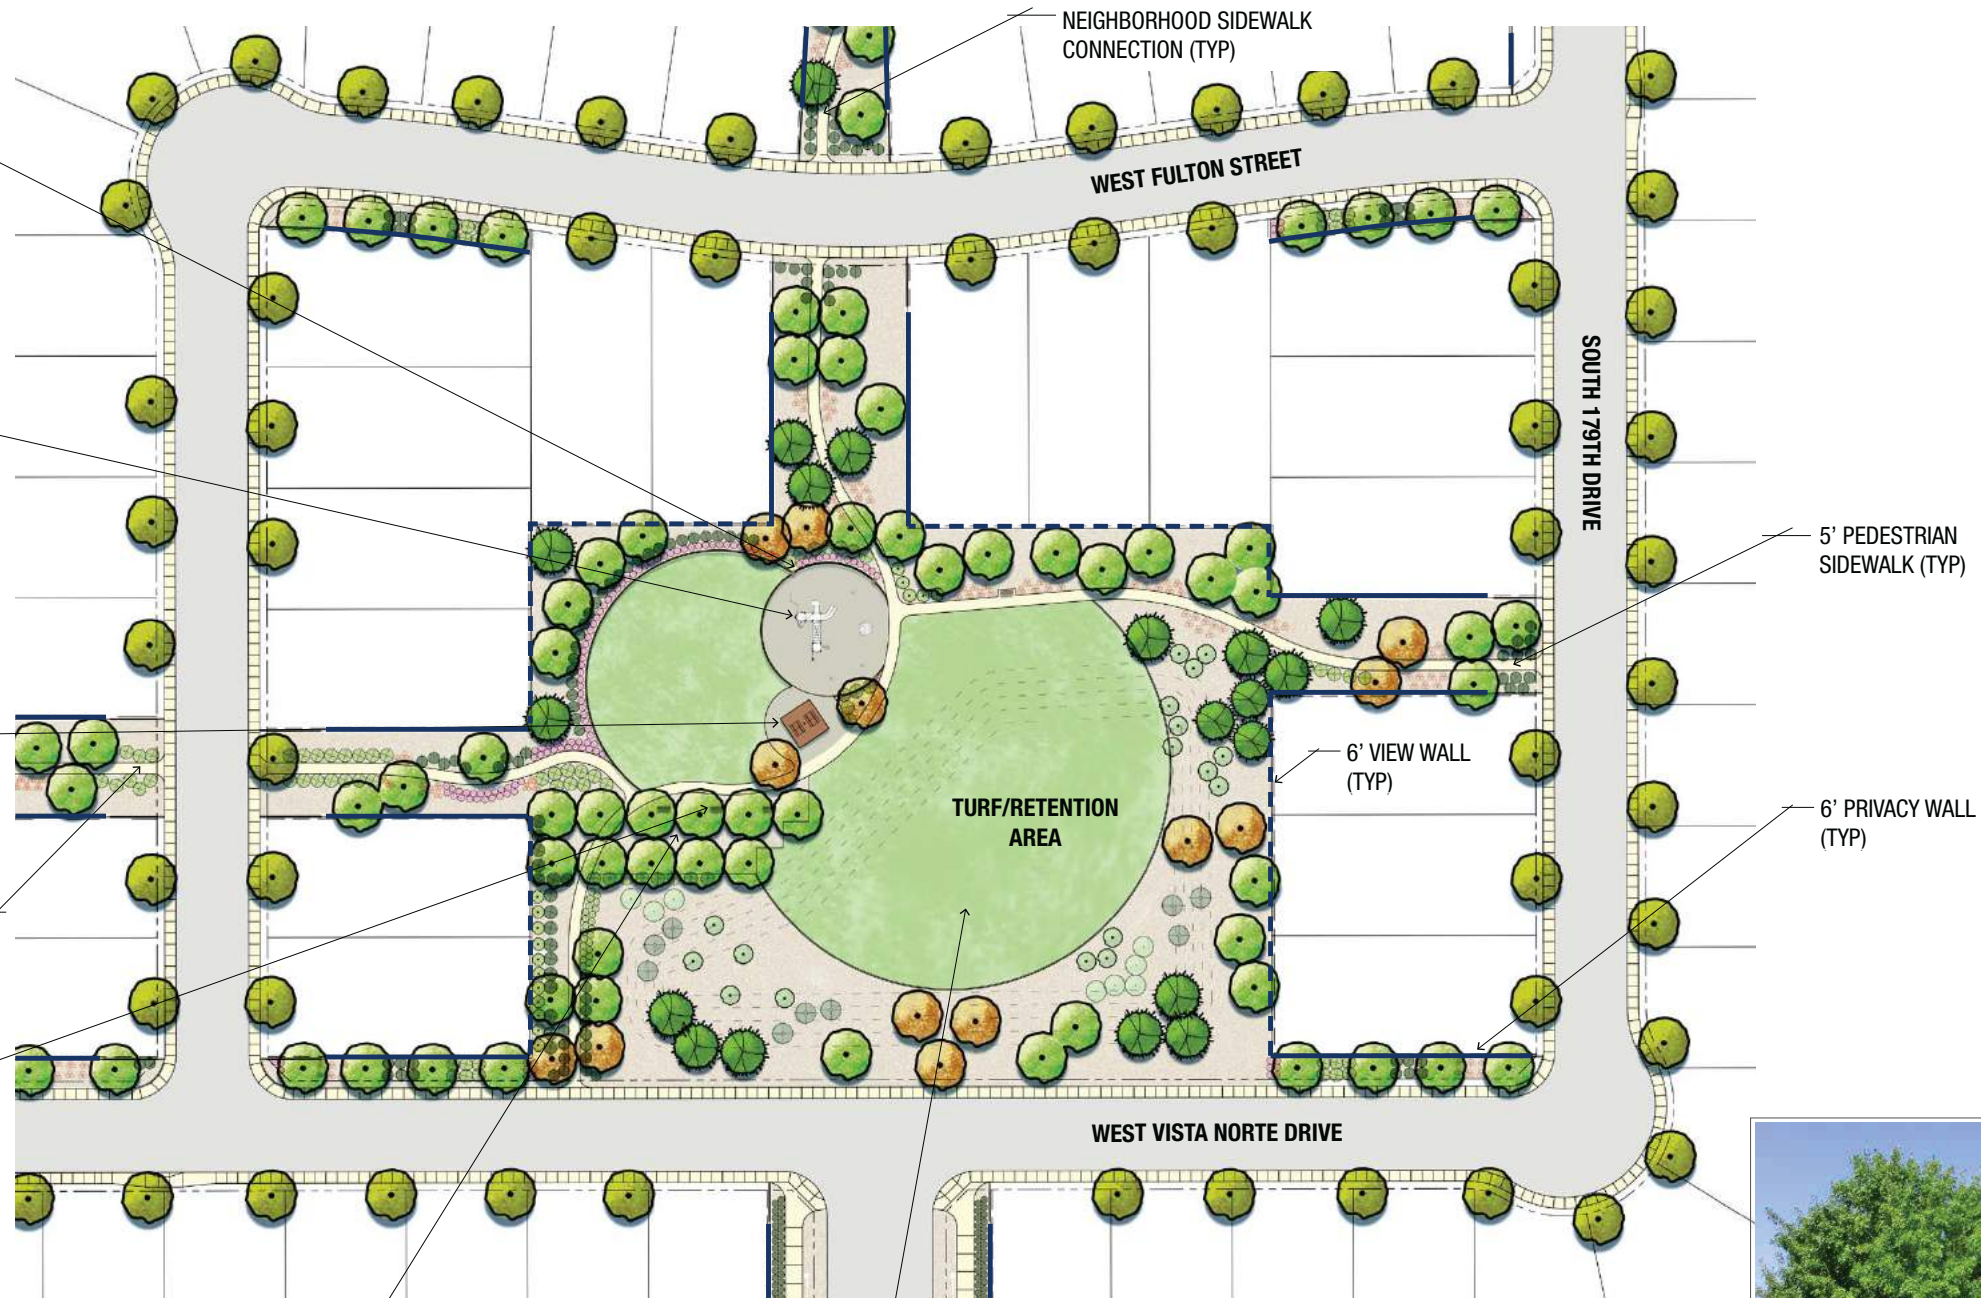 NEIGHBORHOOD SIDEWALK
CONNECTION (TYP)
WEST FULTON STREET
SOUTH 179TH DRIVE
5’ PEDESTRIAN
SIDEWALK (TYP)
6’ VIEW WALL
(TYP)
TURF/RETENTION
AREA
6’ PRIVACY WALL
(TYP)
WEST VISTA NORTE DRIVE